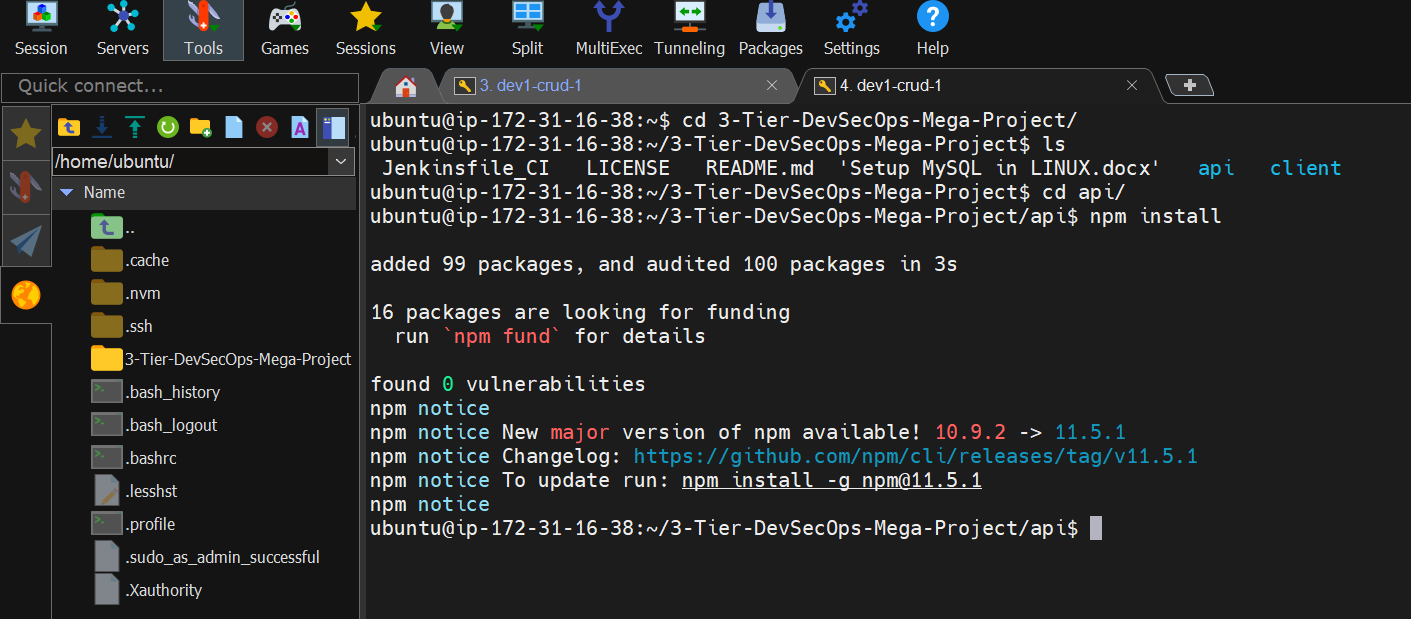 Session Servers Tools Games Sessions View Split MultiExec Tunneling Packages Settings Help
Quick connect...
3. dev1-crud-1
4. dev1-crud-1
/home/ubuntu/
Name
..
.cache
.nvm
.ssh
3-Tier-DevSecOps-Mega-Project
.bash_history
.bash_logout
.bashrc
.lesshst
.profile
.sudo_as_admin_successful
.Xauthority
ubuntu@ip-172-31-16-38:~$ cd 3-Tier-DevSecOps-Mega-Project/
ubuntu@ip-172-31-16-38:~/3-Tier-DevSecOps-Mega-Project$ ls
Jenkinsfile_CI LICENSE README.md 'Setup MySQL in LINUX.docx' api client
ubuntu@ip-172-31-16-38:~/3-Tier-DevSecOps-Mega-Project$ cd api/
ubuntu@ip-172-31-16-38:~/3-Tier-DevSecOps-Mega-Project/api$ npm install
added 99 packages, and audited 100 packages in 3s
16 packages are looking for funding
run `npm fund` for details
found 0 vulnerabilities
npm notice
npm notice New major version of npm available! 10.9.2 -> 11.5.1
npm notice Changelog: https://github.com/npm/cli/releases/tag/v11.5.1
npm notice To update run: npm install -g npm@11.5.1
npm notice
ubuntu@ip-172-31-16-38:~/3-Tier-DevSecOps-Mega-Project/api$